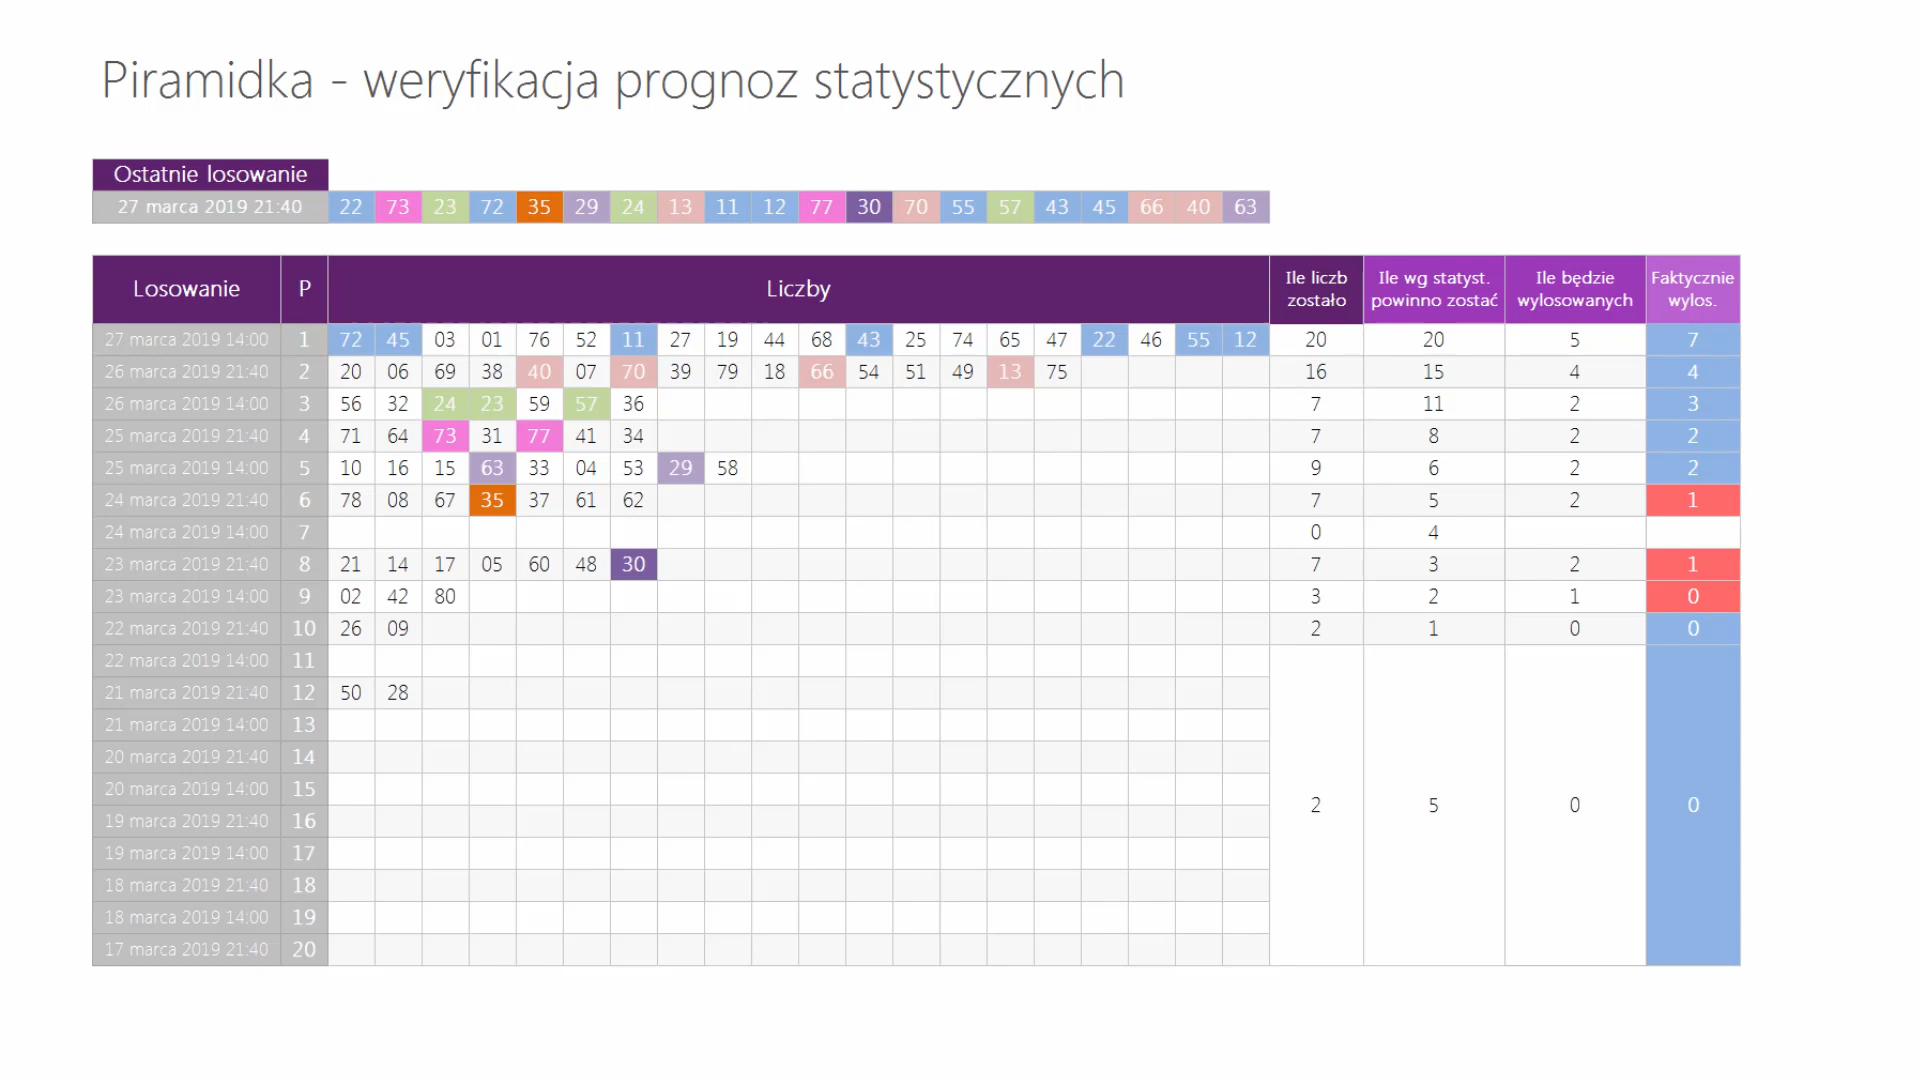 Piramidka - weryfikacja prognoz statystycznych
Ostatnie losowanie
27 marca 2019 21:40 22 73 23 72 35 29 24 13 11 12 77 30 70 55 57 43 45 66 40 63
Losowanie P Liczby Ile liczb zostało Ile wg statyst. powinno zostać Ile będzie wylosowanych Faktycznie wylos.
27 marca 2019 14:00 1 72 45 03 01 76 52 11 27 19 44 68 43 25 74 65 47 22 46 55 12 20 20 5 7
26 marca 2019 21:40 2 20 06 69 38 40 07 70 39 79 18 66 54 51 49 13 75 16 15 4 4
26 marca 2019 14:00 3 56 32 24 23 59 57 36 7 11 2 3
25 marca 2019 21:40 4 71 64 73 31 77 41 34 7 8 2 2
25 marca 2019 14:00 5 10 16 15 63 33 04 53 29 58 9 6 2 2
24 marca 2019 21:40 6 78 08 67 35 37 61 62 7 5 2 1
24 marca 2019 14:00 7 0 4
23 marca 2019 21:40 8 21 14 17 05 60 48 30 7 3 2 1
23 marca 2019 14:00 9 02 42 80 3 2 1 0
22 marca 2019 21:40 10 26 09 2 1 0 0
22 marca 2019 14:00 11
21 marca 2019 21:40 12 50 28
21 marca 2019 14:00 13
20 marca 2019 21:40 14
20 marca 2019 14:00 15 2 5 0 0
19 marca 2019 21:40 16
19 marca 2019 14:00 17
18 marca 2019 21:40 18
18 marca 2019 14:00 19
17 marca 2019 21:40 20